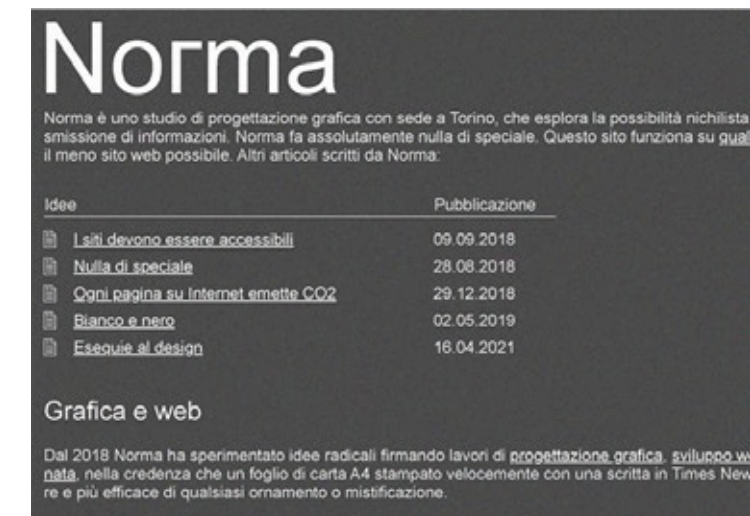 Norma
Norma è uno studio di progettazione grafica con sede a Torino, che esplora la possibilità nichilista
smissione di informazioni. Norma fa assolutamente nulla di speciale. Questo sito funziona su
il meno sito web possibile. Altri articoli scritti da Norma:
Idee Pubblicazione
I siti devono essere accessibili 09.09.2018
Nulla di speciale 28.08.2018
Ogni pagina su Internet emette CO2 29.12.2018
Bianco e nero 02.05.2019
Esequie al design 16.04.2021
Grafica e web
Dal 2018 Norma ha sperimentato idee radicali firmando lavori di progettazione grafica, sviluppo we
nata, nella credenza che un foglio di carta A4 stampato velocemente con una scritta in Times New
re e più efficace di qualsiasi ornamento o mistificazione.